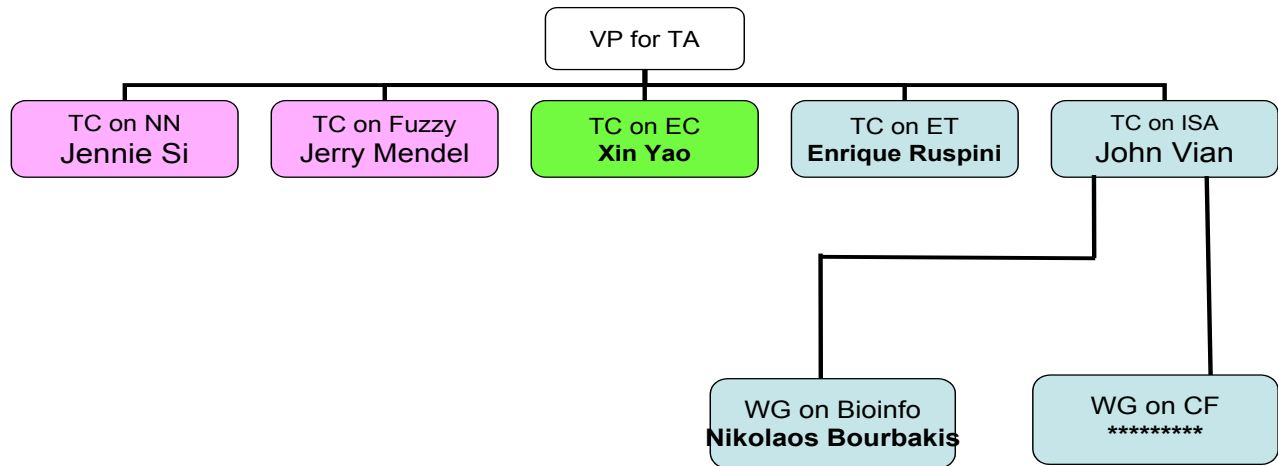 VP for TA
TC on NN
Jennie Si
TC on Fuzzy
Jerry Mendel
TC on EC
Xin Yao
TC on ET
Enrique Ruspini
TC on ISA
John Vian
WG on Bioinfo
Nikolaos Bourbakis
WG on CF
*********